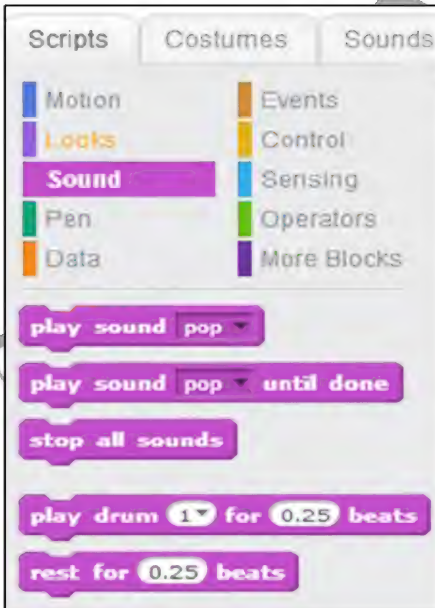 Scripts Costumes Sounds
Motion Events
Looks Control
Sound Sensing
Pen Operators
Data More Blocks
play sound pop
play sound pop until done
stop all sounds
play drum 1 for 0.25 beats
rest for 0.25 beats